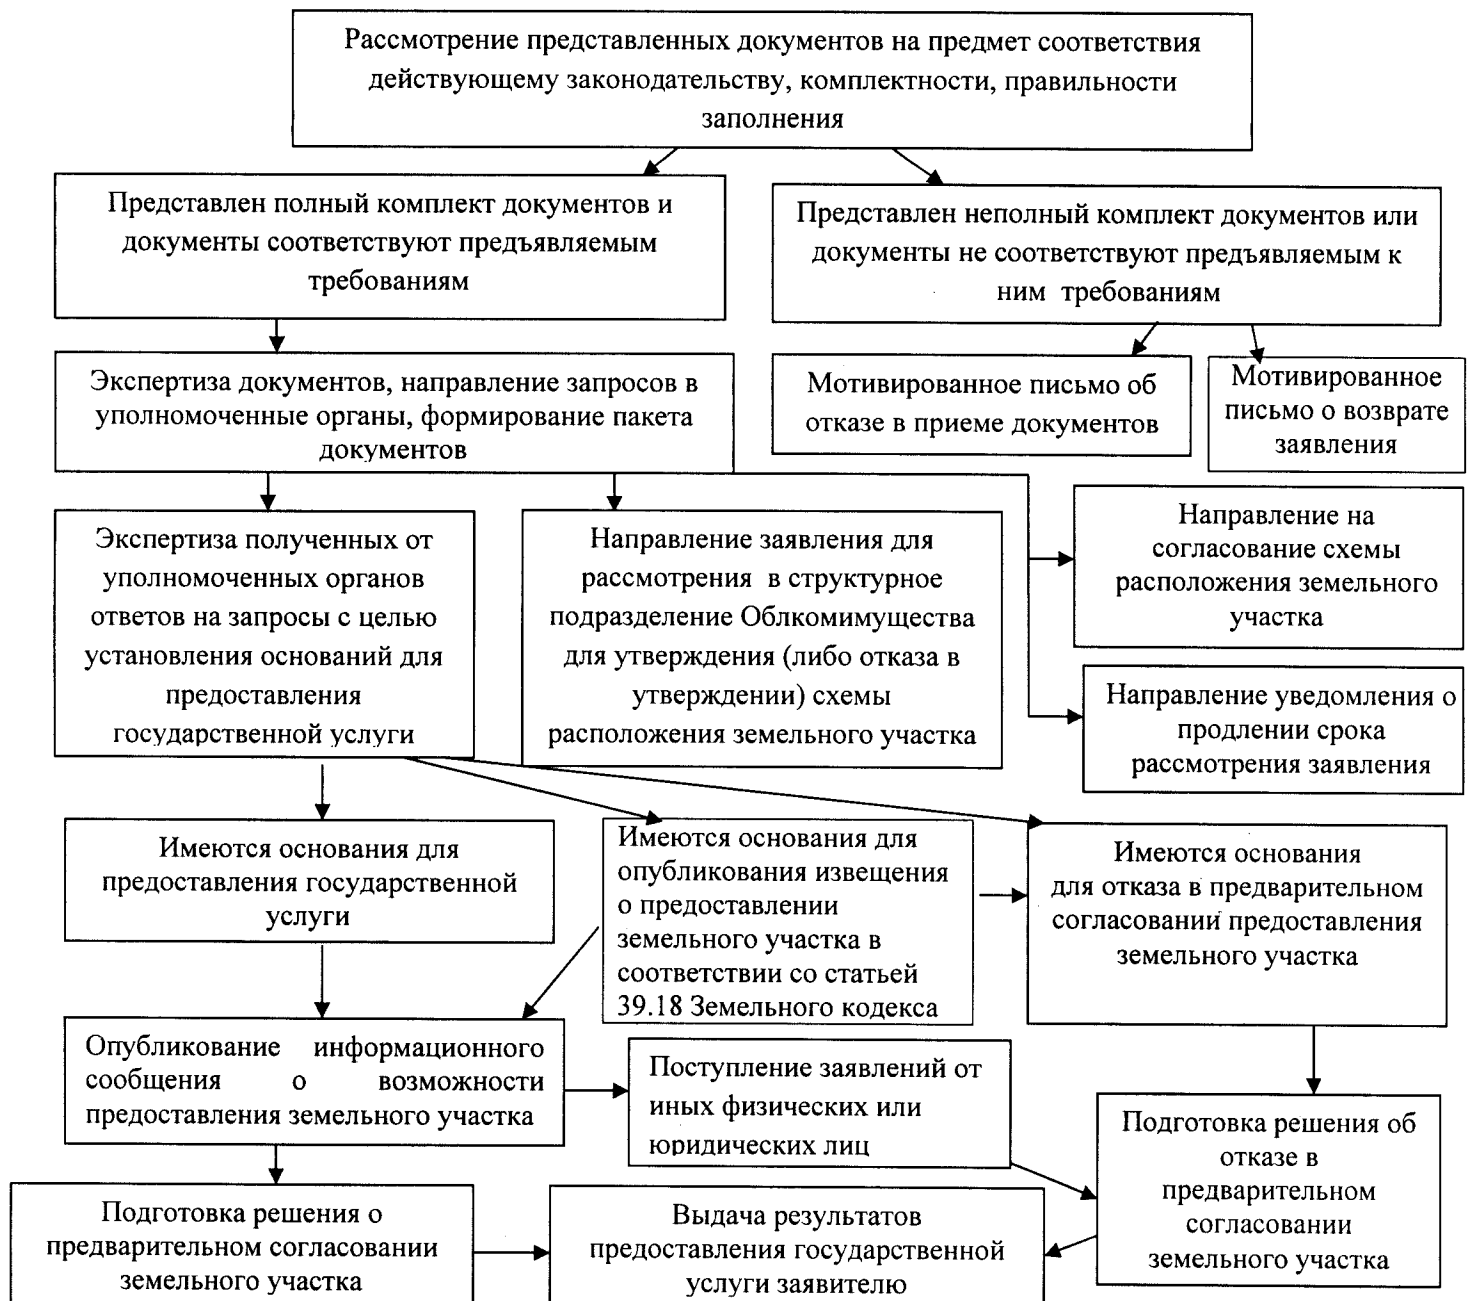 Рассмотрение представленных документов на предмет соответствия
действующему законодательству, комплектности, правильности
заполнения
Представлен полный комплект документов и
документы соответствуют предъявляемым
требованиям
Представлен неполный комплект документов или
документы не соответствуют предъявляемым к
ним требованиям
Экспертиза документов, направление запросов в
уполномоченные органы, формирование пакета
документов
Мотивированное письмо об
отказе в приеме документов
Мотивированное
письмо о возврате
заявления
Экспертиза полученных от
уполномоченных органов
ответов на запросы с целью
установления оснований для
предоставления
государственной услуги
Направление заявления для
рассмотрения в структурное
подразделение Облкомимущества
для утверждения (либо отказа в
утверждении) схемы
расположения земельного участка
Направление на
согласование схемы
расположения земельного
участка
Направление уведомления о
продлении срока
рассмотрения заявления
Имеются основания для
предоставления государственной
услуги
Имеются основания для
опубликования извещения
о предоставлении
земельного участка в
соответствии со статьей
39.18 Земельного кодекса
Имеются основания
для отказа в предварительном
согласовании предоставления
земельного участка
Опубликование информационного
сообщения о возможности
предоставления земельного участка
Поступление заявлений от
иных физических или
юридических лиц
Подготовка решения об
отказе в
предварительном
согласовании
земельного участка
Подготовка решения о
предварительном согласовании
земельного участка
Выдача результатов
предоставления государственной
услуги заявителю